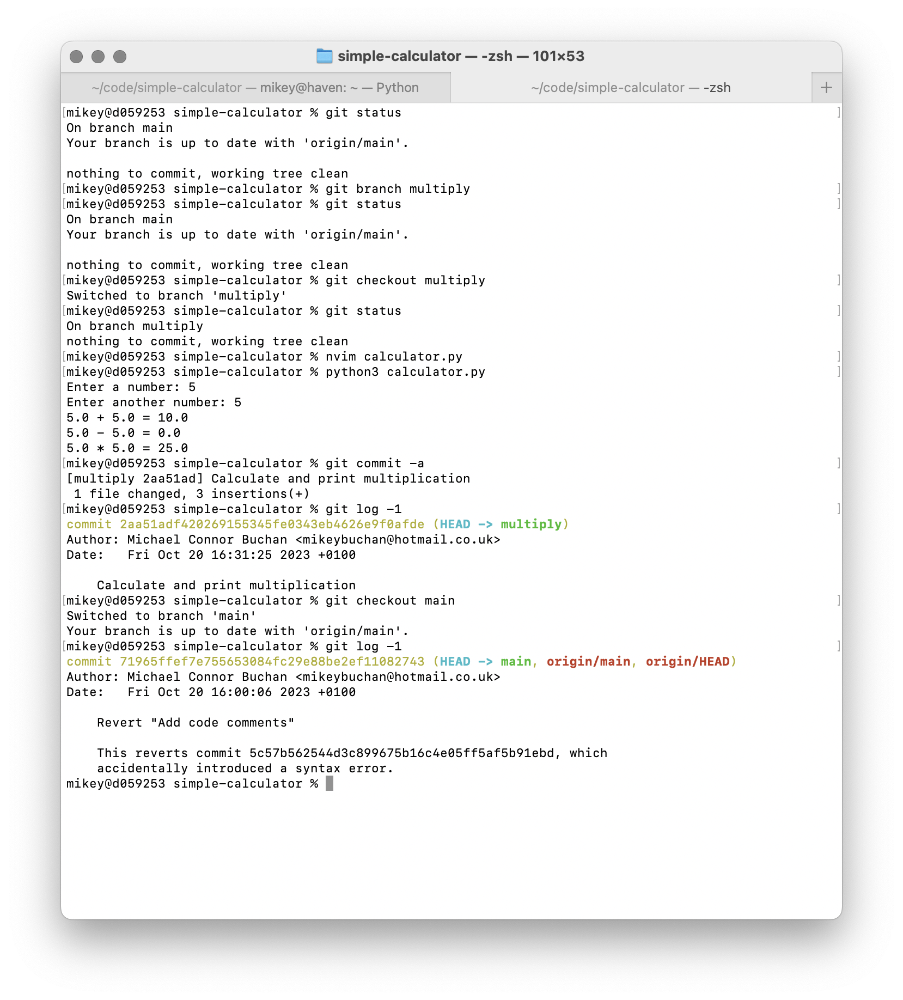 simple-calculator — -zsh — 101×53
~/code/simple-calculator — mikey@haven: ~ — Python
~/code/simple-calculator — -zsh
+
[mikey@d059253 simple-calculator % git status ]
On branch main
Your branch is up to date with 'origin/main'.
nothing to commit, working tree clean
[mikey@d059253 simple-calculator % git branch multiply ]
[mikey@d059253 simple-calculator % git status ]
On branch main
Your branch is up to date with 'origin/main'.
nothing to commit, working tree clean
[mikey@d059253 simple-calculator % git checkout multiply ]
Switched to branch 'multiply'
[mikey@d059253 simple-calculator % git status ]
On branch multiply
nothing to commit, working tree clean
[mikey@d059253 simple-calculator % nvim calculator.py ]
[mikey@d059253 simple-calculator % python3 calculator.py ]
Enter a number: 5
Enter another number: 5
5.0 + 5.0 = 10.0
5.0 - 5.0 = 0.0
5.0 * 5.0 = 25.0
[mikey@d059253 simple-calculator % git commit -a ]
[multiply 2aa51ad] Calculate and print multiplication
 1 file changed, 3 insertions(+)
[mikey@d059253 simple-calculator % git log -1 ]
commit 2aa51adf420269155345fe0343eb4626e9f0afde (HEAD -> multiply)
Author: Michael Connor Buchan <mikeybuchan@hotmail.co.uk>
Date:   Fri Oct 20 16:31:25 2023 +0100
    Calculate and print multiplication
[mikey@d059253 simple-calculator % git checkout main ]
Switched to branch 'main'
Your branch is up to date with 'origin/main'.
[mikey@d059253 simple-calculator % git log -1 ]
commit 71965ffef7e755653084fc29e88be2ef11082743 (HEAD -> main, origin/main, origin/HEAD)
Author: Michael Connor Buchan <mikeybuchan@hotmail.co.uk>
Date:   Fri Oct 20 16:00:06 2023 +0100
    Revert "Add code comments"
    This reverts commit 5c57b562544d3c899675b16c4e05ff5af5b91ebd, which
    accidentally introduced a syntax error.
mikey@d059253 simple-calculator %